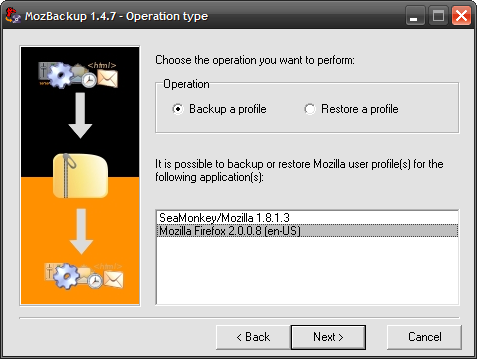 MozBackup 1.4.7 - Operation type
<html>
Choose the operation you want to perform:
Operation
Backup a profile
Restore a profile
It is possible to backup or restore Mozilla user profile(s) for the
following application(s):
SeaMonkey/Mozilla 1.8.1.3
Mozilla Firefox 2.0.0.8 (en-US)
< Back
Next >
Cancel